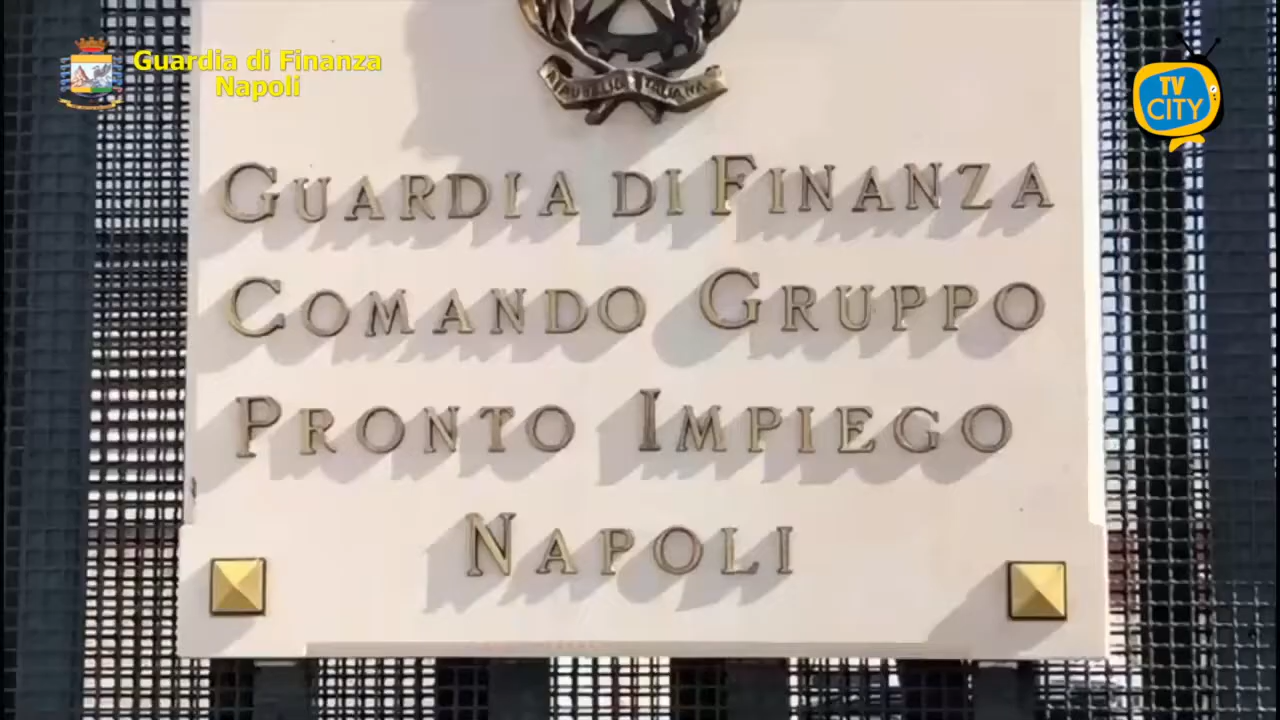 Guardia di Finanza
Napoli
TV
CITY
REPUBBLICA ITALIANA
GUARDIA DI FINANZA
COMANDO GRUPPO
PRONTO IMPIEGO
NAPOLI